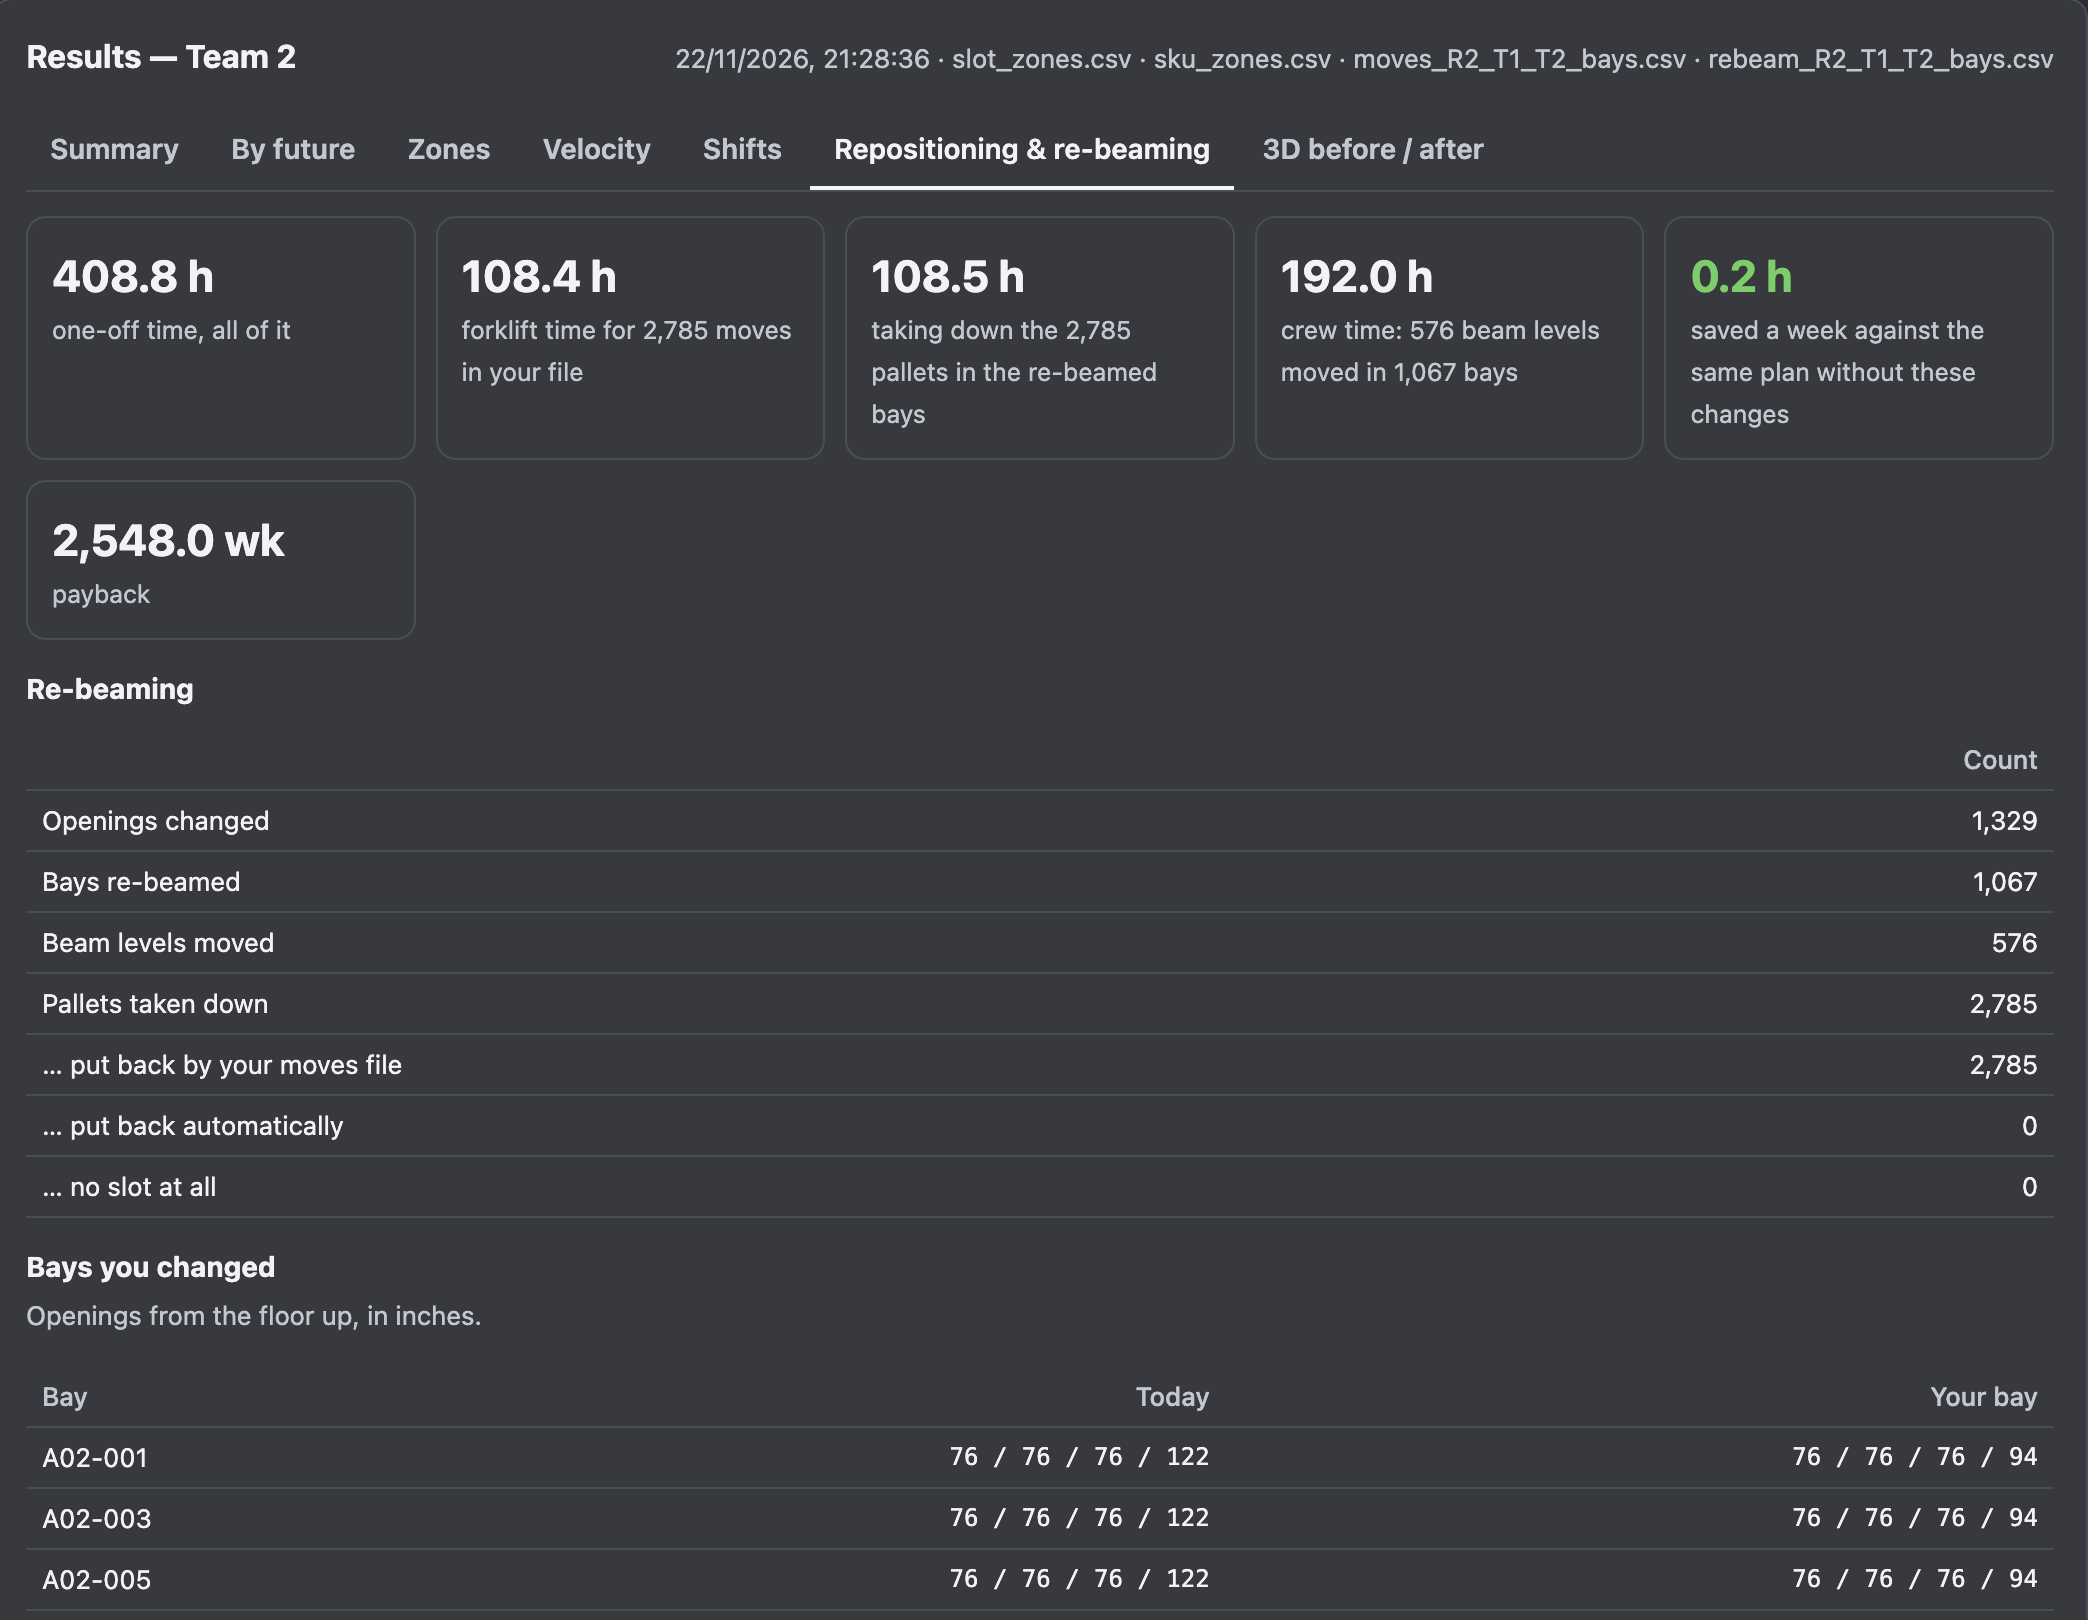 Results — Team 2
22/11/2026, 21:28:36 · slot_zones.csv · sku_zones.csv · moves_R2_T1_T2_bays.csv · rebeam_R2_T1_T2_bays.csv
Summary By future Zones Velocity Shifts Repositioning & re-beaming 3D before / after
408.8 h
one-off time, all of it
108.4 h
forklift time for 2,785 moves
in your file
108.5 h
taking down the 2,785
pallets in the re-beamed
bays
192.0 h
crew time: 576 beam levels
moved in 1,067 bays
0.2 h
saved a week against the
same plan without these
changes
2,548.0 wk
payback
Re-beaming
Count
Openings changed 1,329
Bays re-beamed 1,067
Beam levels moved 576
Pallets taken down 2,785
... put back by your moves file 2,785
... put back automatically 0
... no slot at all 0
Bays you changed
Openings from the floor up, in inches.
Bay Today Your bay
A02-001 76 / 76 / 76 / 122 76 / 76 / 76 / 94
A02-003 76 / 76 / 76 / 122 76 / 76 / 76 / 94
A02-005 76 / 76 / 76 / 122 76 / 76 / 76 / 94